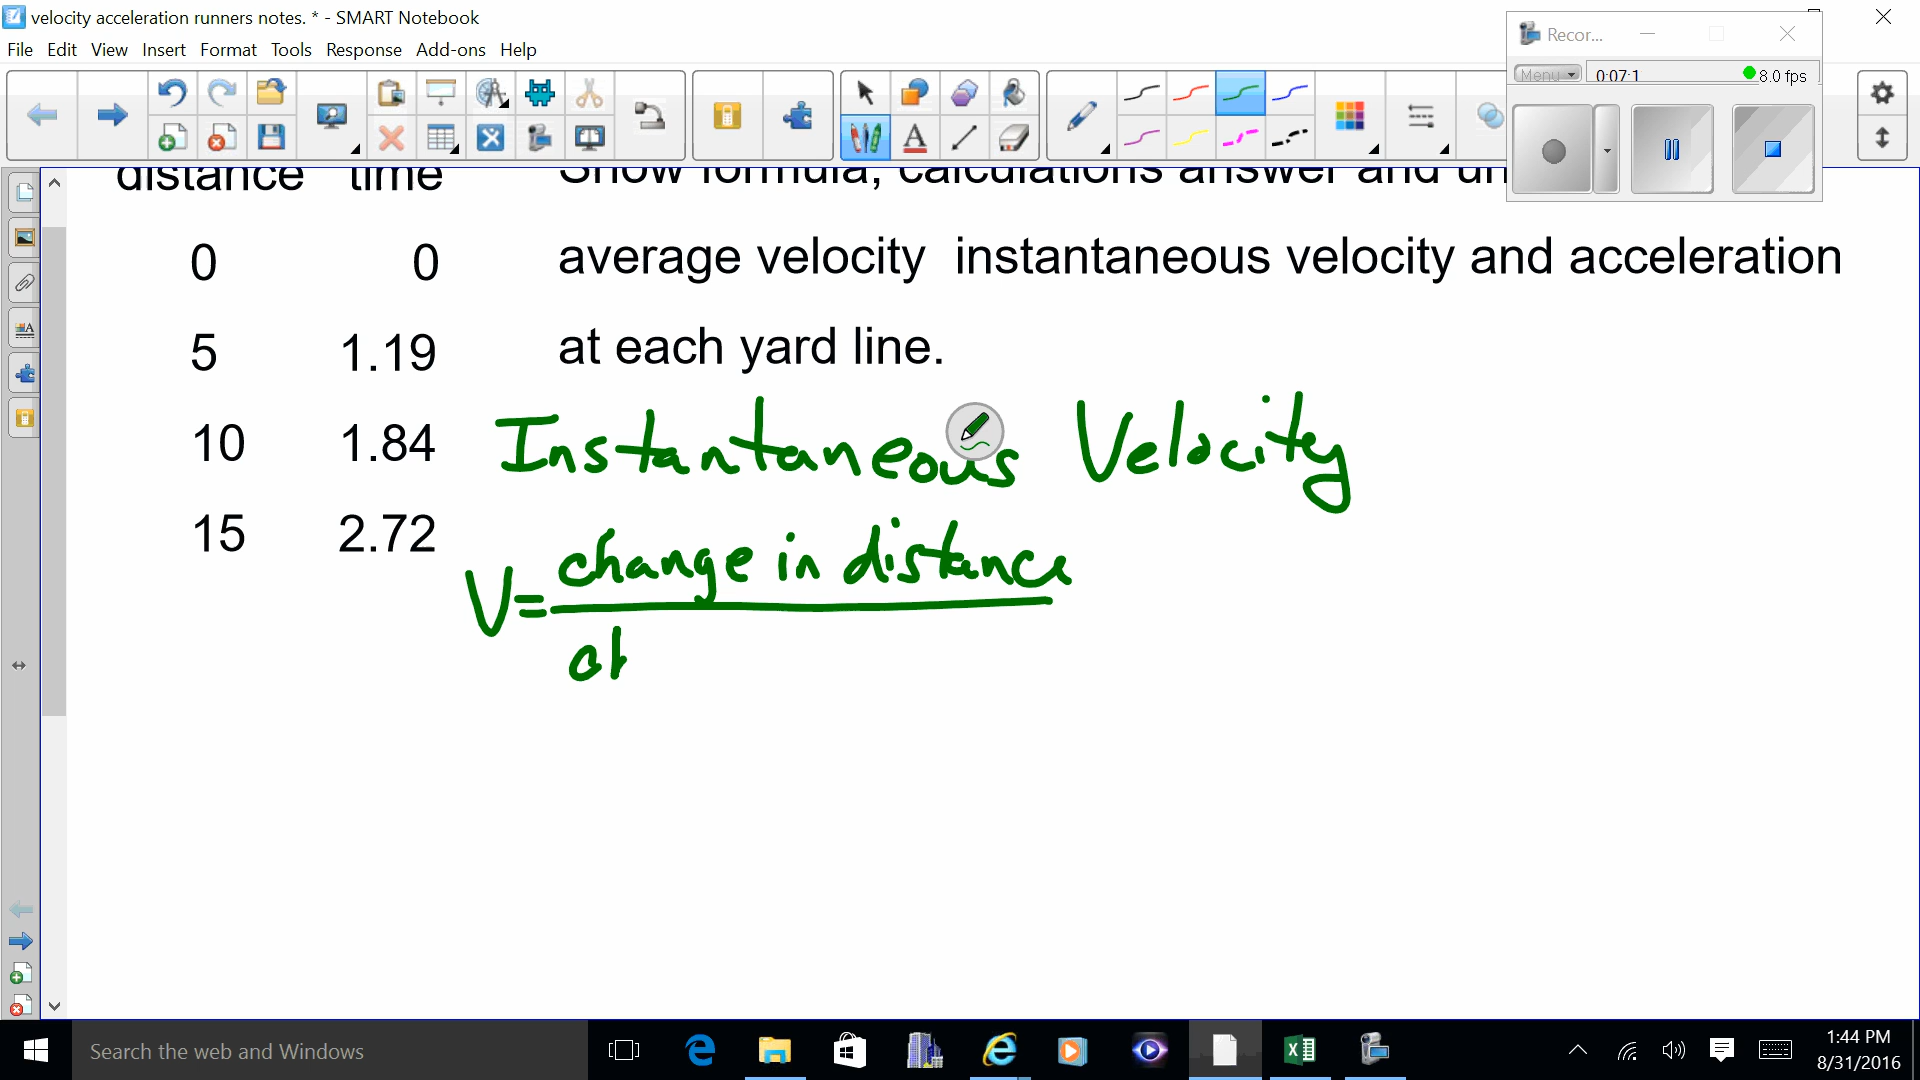 velocity acceleration runners notes. * - SMART Notebook
File Edit View Insert Format Tools Response Add-ons Help
Recor...
Menu 0:07:1 8.0 fps
distance time Show formula, calculations answer and un
0 0 average velocity instantaneous velocity and acceleration
5 1.19 at each yard line.
10 1.84 Instantaneous Velocity
15 2.72
change in distance
V=
Search the web and Windows
1:44 PM
8/31/2016